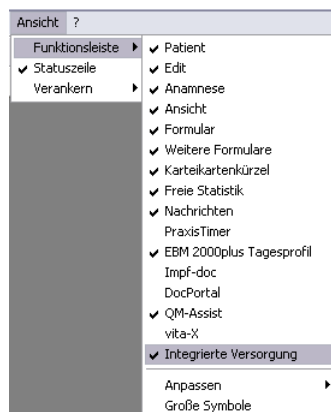 Ansicht ?
Funktionsleiste
Statuszeile
Verankern
Patient
Edit
Anamnese
Ansicht
Formular
Weitere Formulare
Karteikartenkürzel
Freie Statistik
Nachrichten
PraxisTimer
EBM 2000plus Tagesprofil
Impf-doc
DocPortal
QM-Assist
vita-X
Integrierte Versorgung
Anpassen
Große Symbole